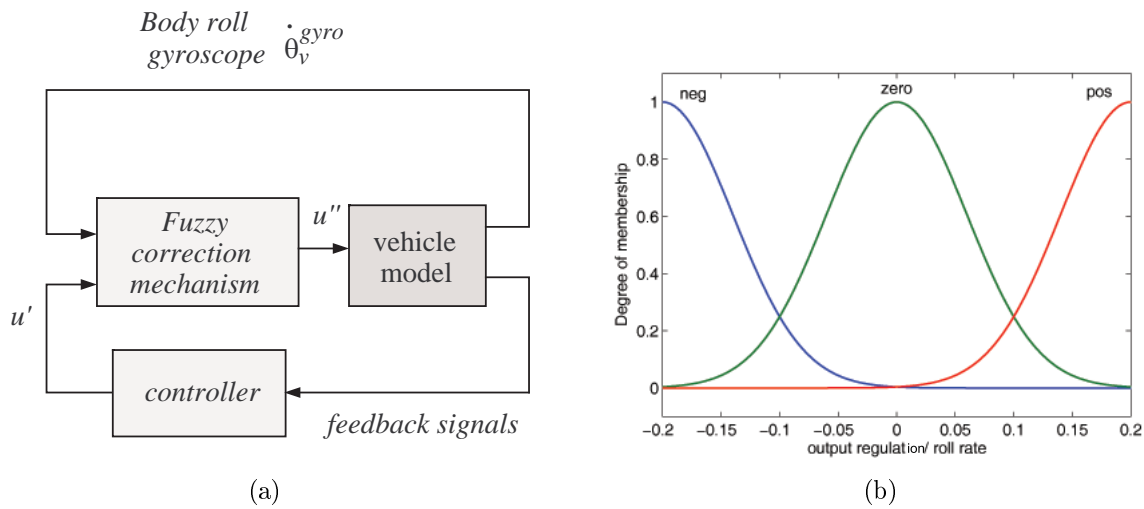 Body roll
gyroscope θ̇_v^gyro
Fuzzy
correction
mechanism
u''
vehicle
model
u'
controller
feedback signals
(a)
neg
zero
pos
1
0.8
0.6
0.4
0.2
0
Degree of membership
−0.2 −0.15 −0.1 −0.05 0 0.05 0.1 0.15 0.2
output regulation/ roll rate
(b)